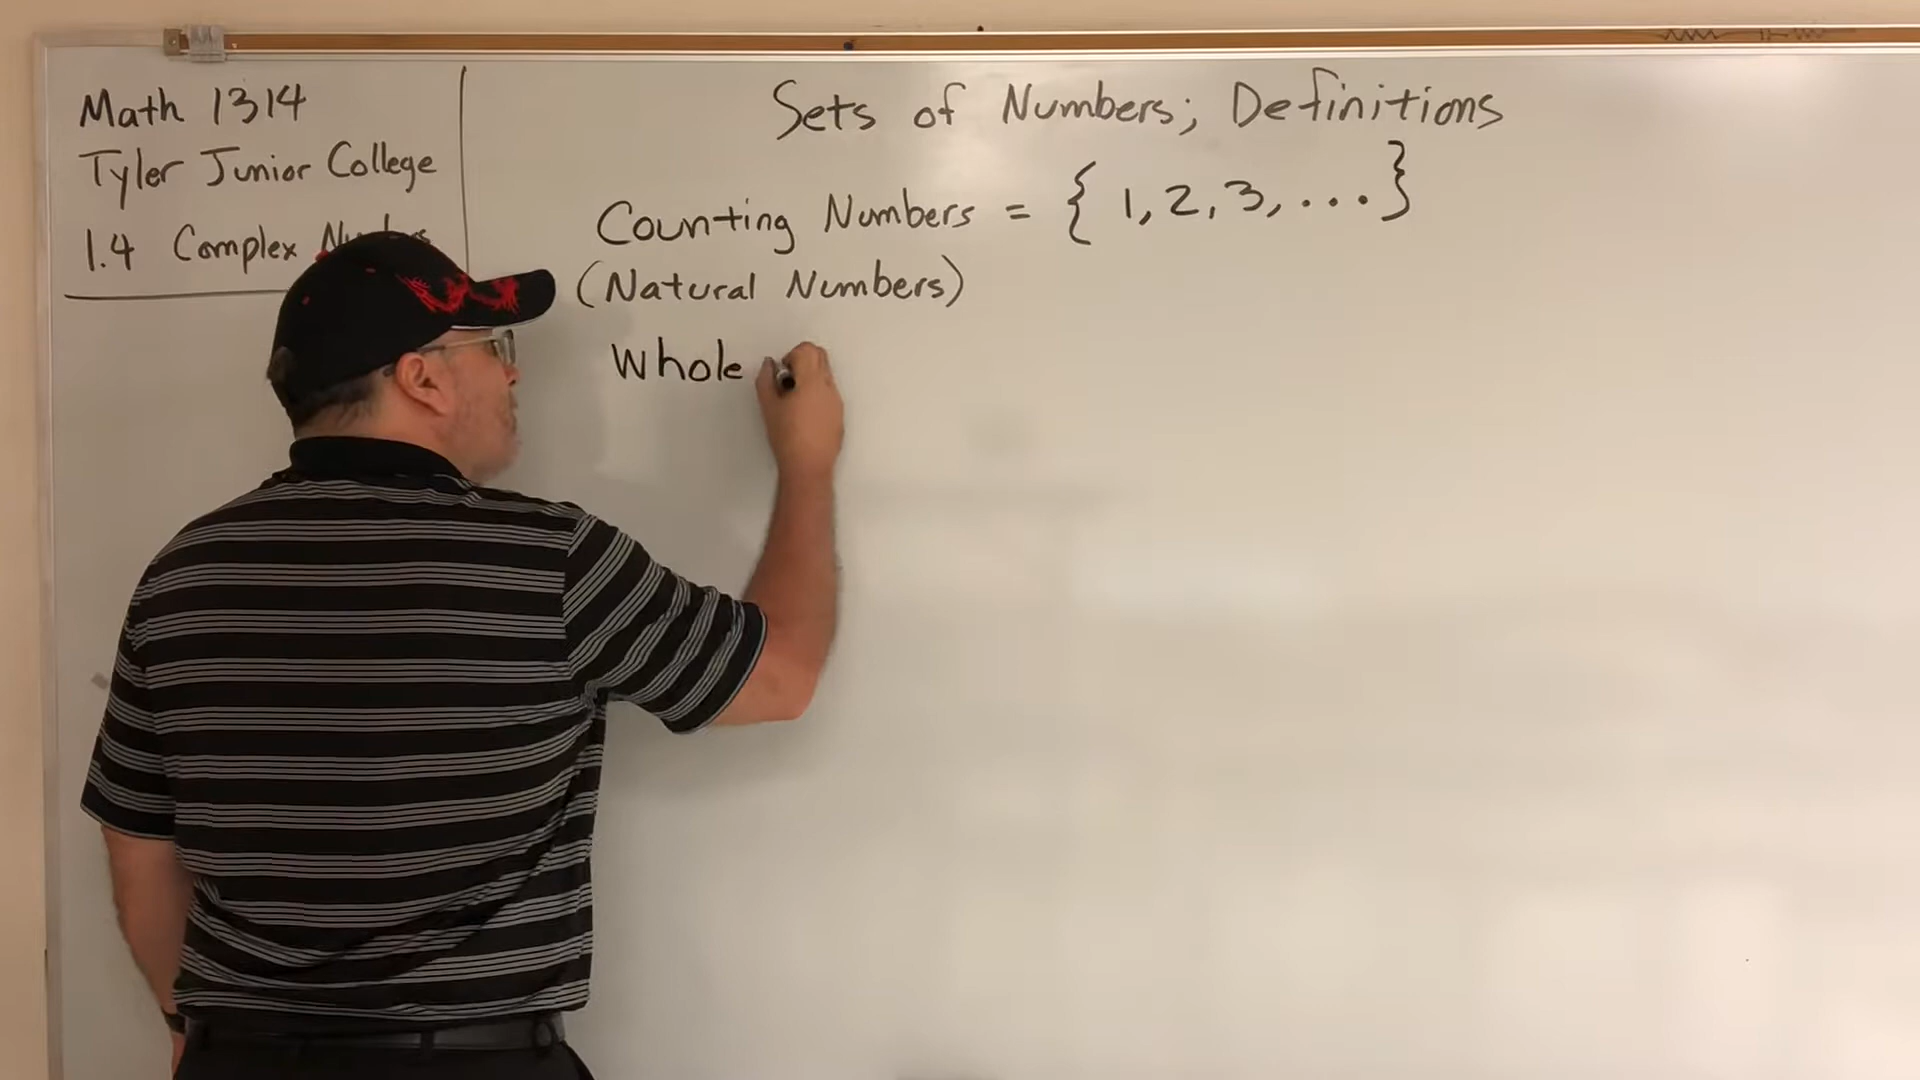 Math 1314
Tyler Junior College
1.4 Complex
Sets of Numbers; Definitions
Counting Numbers = { 1, 2, 3, ... }
(Natural Numbers)
Whole